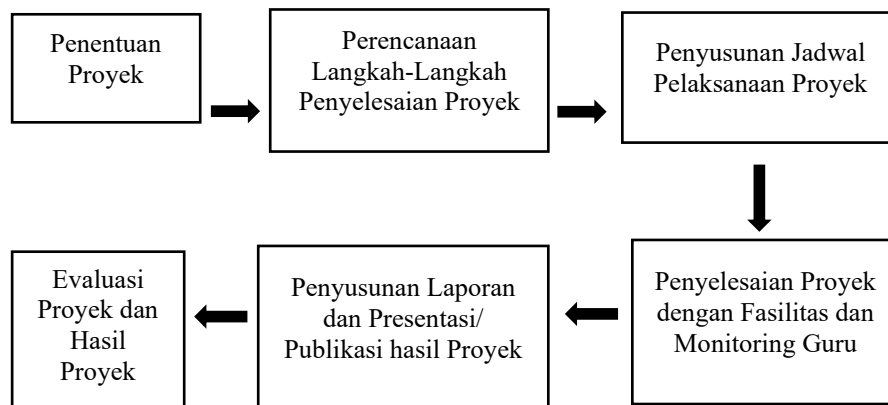 Penentuan
Proyek
Perencanaan
Langkah-Langkah
Penyelesaian Proyek
Penyusunan Jadwal
Pelaksanaan Proyek
Penyelesaian Proyek
dengan Fasilitas dan
Monitoring Guru
Penyusunan Laporan
dan Presentasi/
Publikasi hasil Proyek
Evaluasi
Proyek dan
Hasil
Proyek